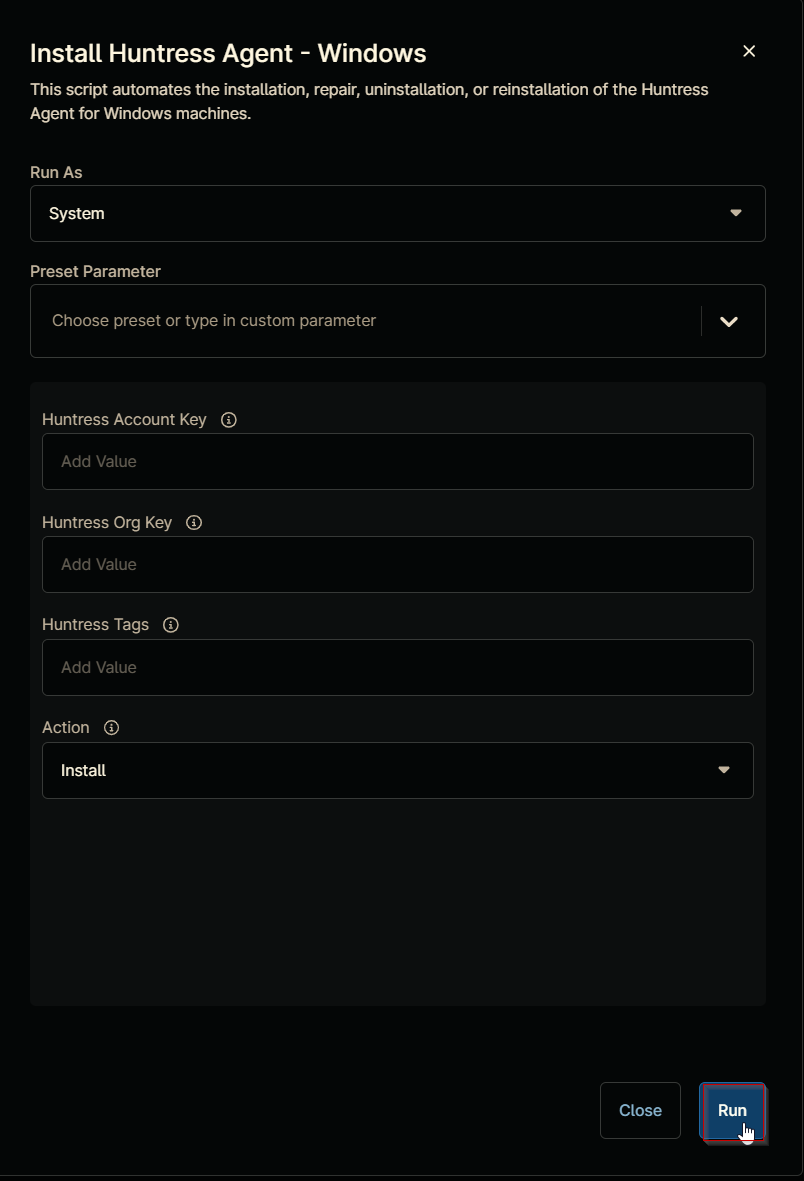 Install Huntress Agent - Windows
This script automates the installation, repair, uninstallation, or reinstallation of the Huntress
Agent for Windows machines.
Run As
System
Preset Parameter
Choose preset or type in custom parameter
Huntress Account Key
Add Value
Huntress Org Key
Add Value
Huntress Tags
Add Value
Action
Install
Close
Run